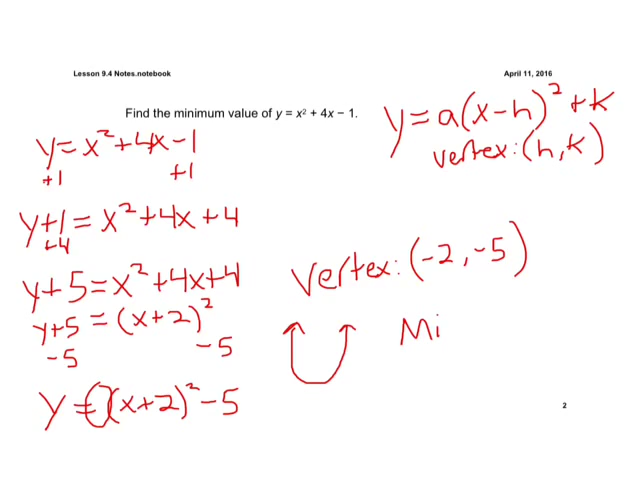 Lesson 9.4 Notes.notebook
April 11, 2016
Find the minimum value of y = x² + 4x − 1.
y = x² + 4x − 1
+1 +1
y + 1 = x² + 4x + 4
+4
y + 5 = x² + 4x + 4
y + 5 = (x + 2)²
−5 −5
y = (x + 2)² − 5
y = a(x − h)² + k
vertex: (h, k)
Vertex: (−2, −5)
Mi
2